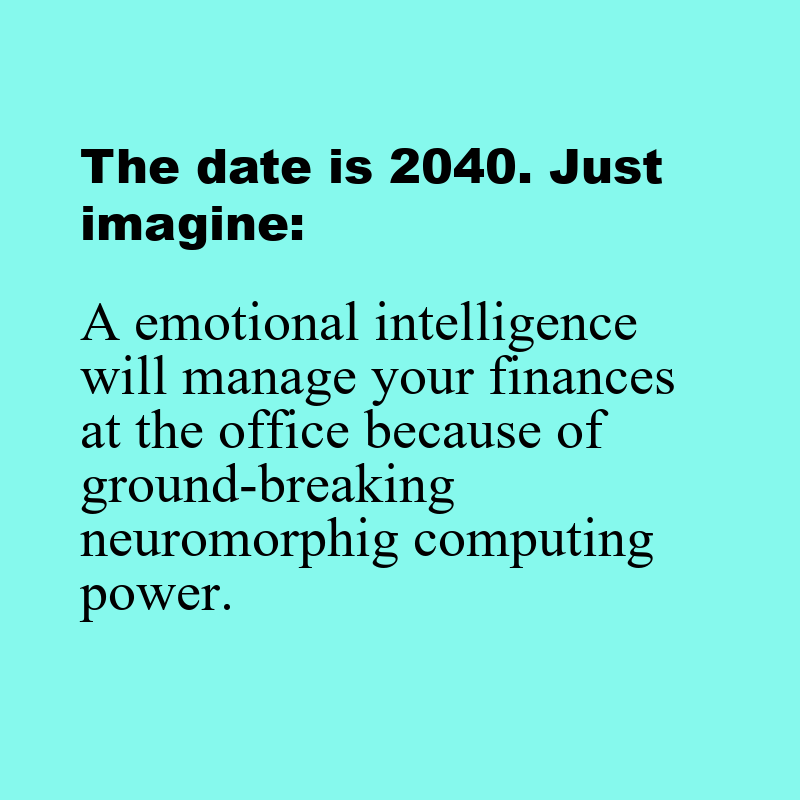 The date is 2040. Just
imagine:
A emotional intelligence
will manage your finances
at the office because of
ground-breaking
neuromorphig computing
power.